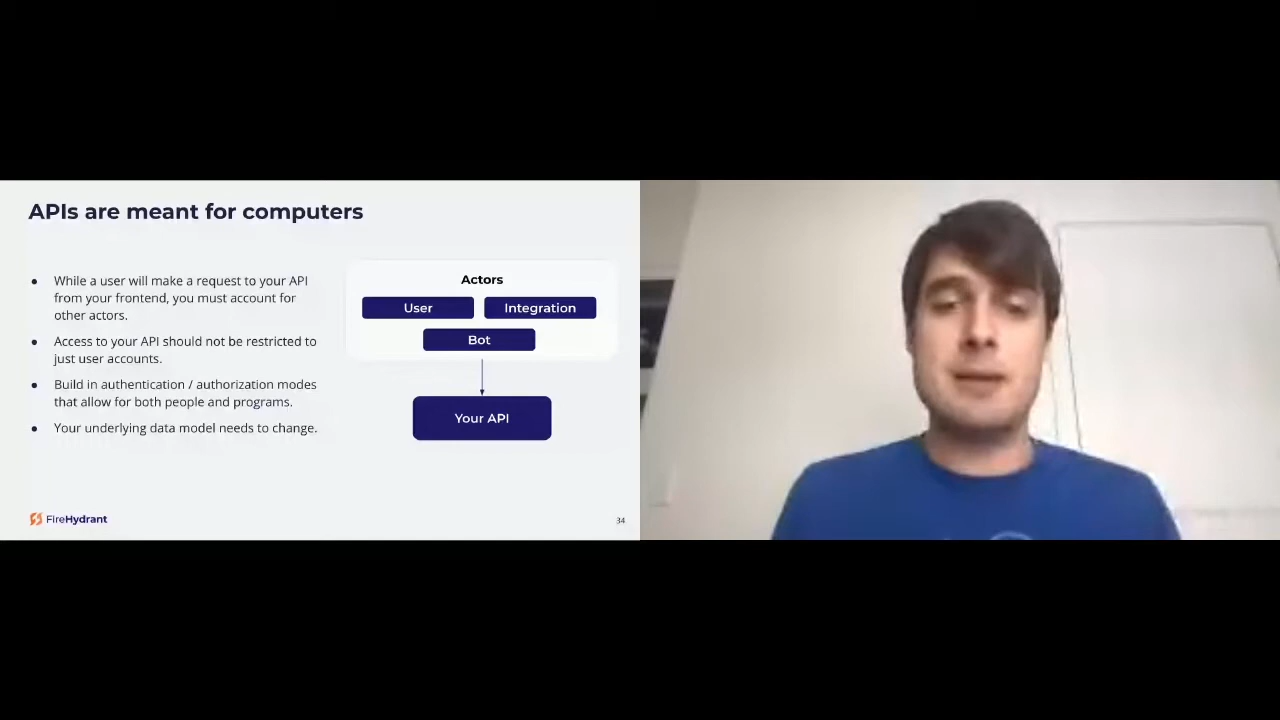 APIs are meant for computers
● While a user will make a request to your API
from your frontend, you must account for
other actors.
● Access to your API should not be restricted to
just user accounts.
● Build in authentication / authorization modes
that allow for both people and programs.
● Your underlying data model needs to change.
Actors
User
Integration
Bot
Your API
FireHydrant
34